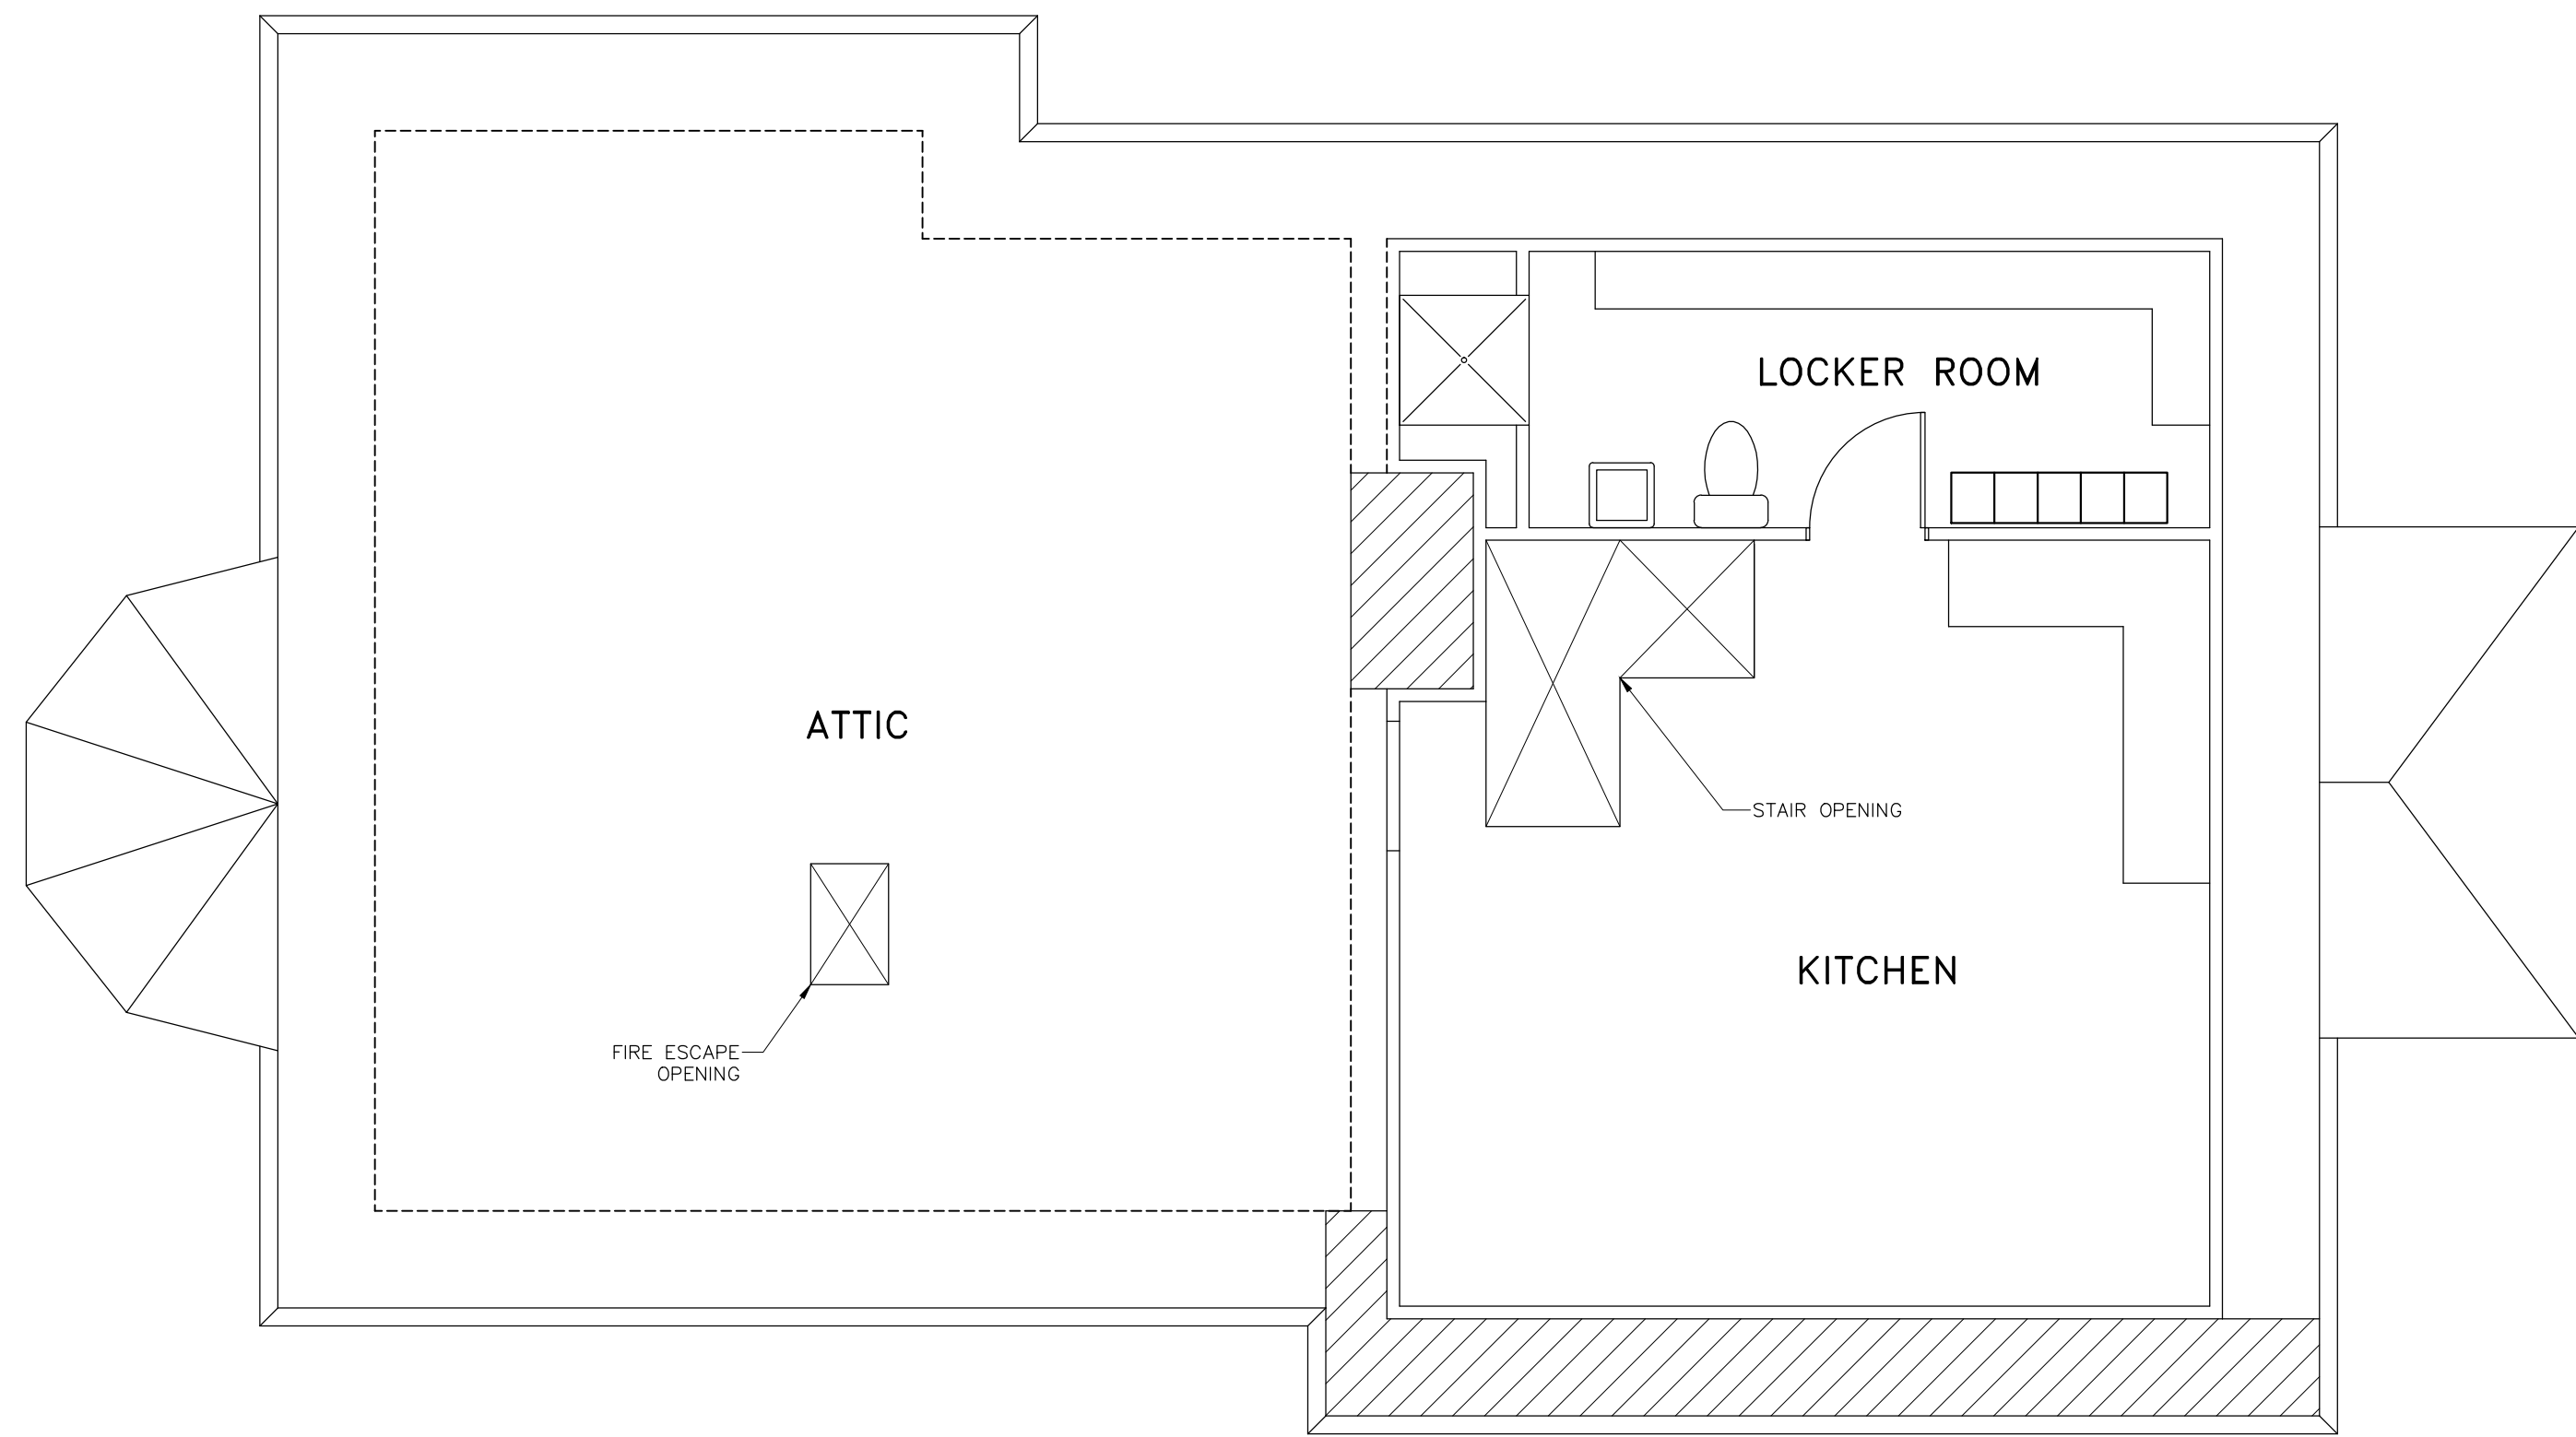 LOCKER ROOM
ATTIC
STAIR OPENING
KITCHEN
FIRE ESCAPE
OPENING